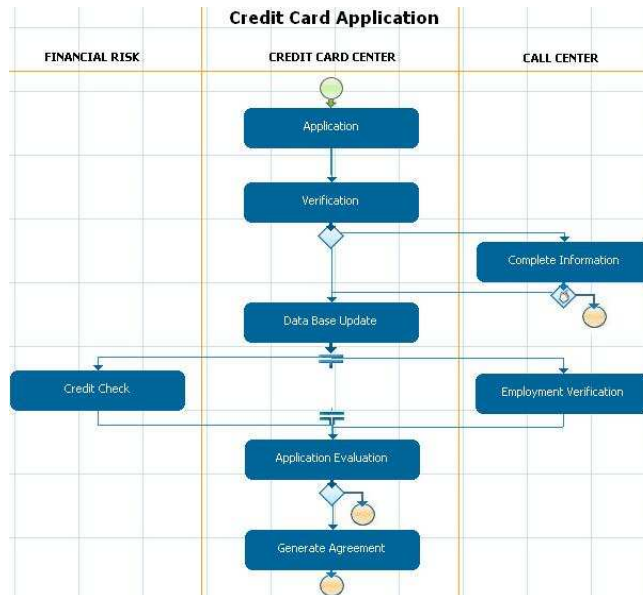 Credit Card Application
FINANCIAL RISK
CREDIT CARD CENTER
CALL CENTER
Application
Verification
Complete Information
Data Base Update
Credit Check
Employment Verification
Application Evaluation
Generate Agreement